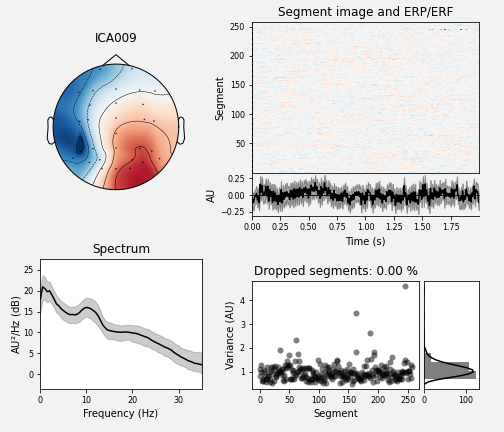 ICA009
Segment image and ERP/ERF
250
200
150
100
50
Segment
0.25
0.00
−0.25
AU
0.00 0.25 0.50 0.75 1.00 1.25 1.50 1.75
Time (s)
Spectrum
25
20
15
10
5
0
AU²/Hz (dB)
0 10 20 30
Frequency (Hz)
Dropped segments: 0.00 %
4
3
2
1
Variance (AU)
0 50 100 150 200 250
Segment
0 100